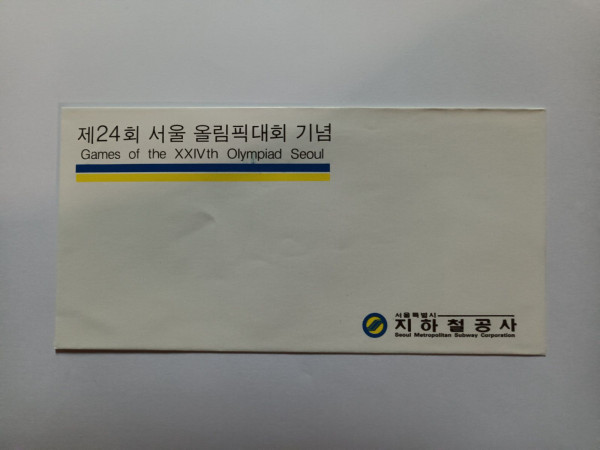 제24회 서울 올림픽대회 기념
Games of the XXIVth Olympiad Seoul
서울특별시
지하철공사
Seoul Metropolitan Subway Corporation